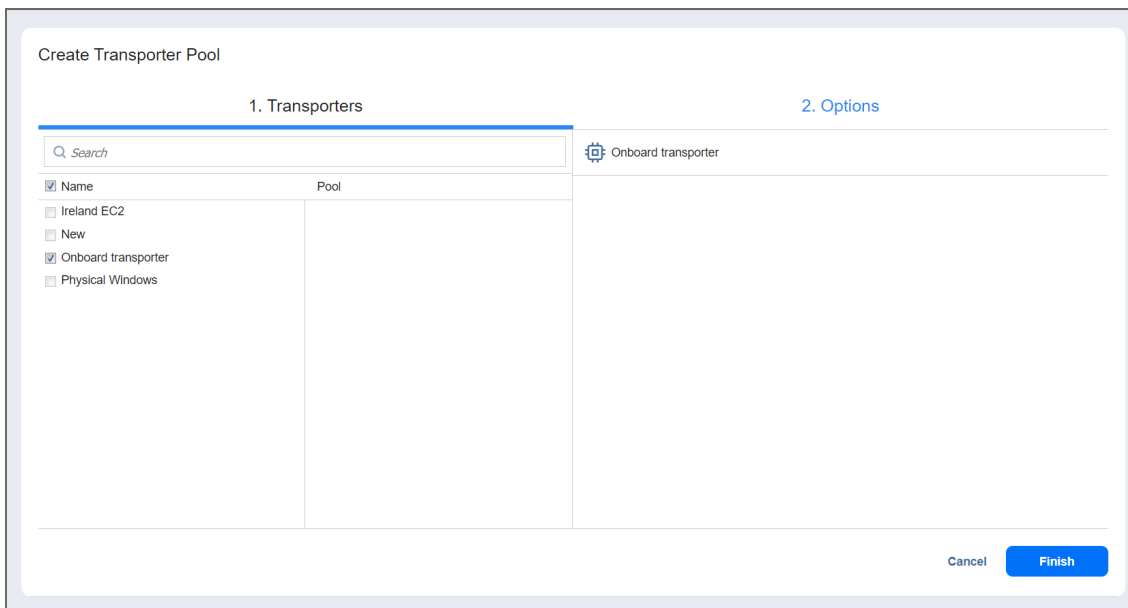 Create Transporter Pool
1. Transporters
2. Options
Search
Onboard transporter
Name
Pool
Ireland EC2
New
Onboard transporter
Physical Windows
Cancel
Finish